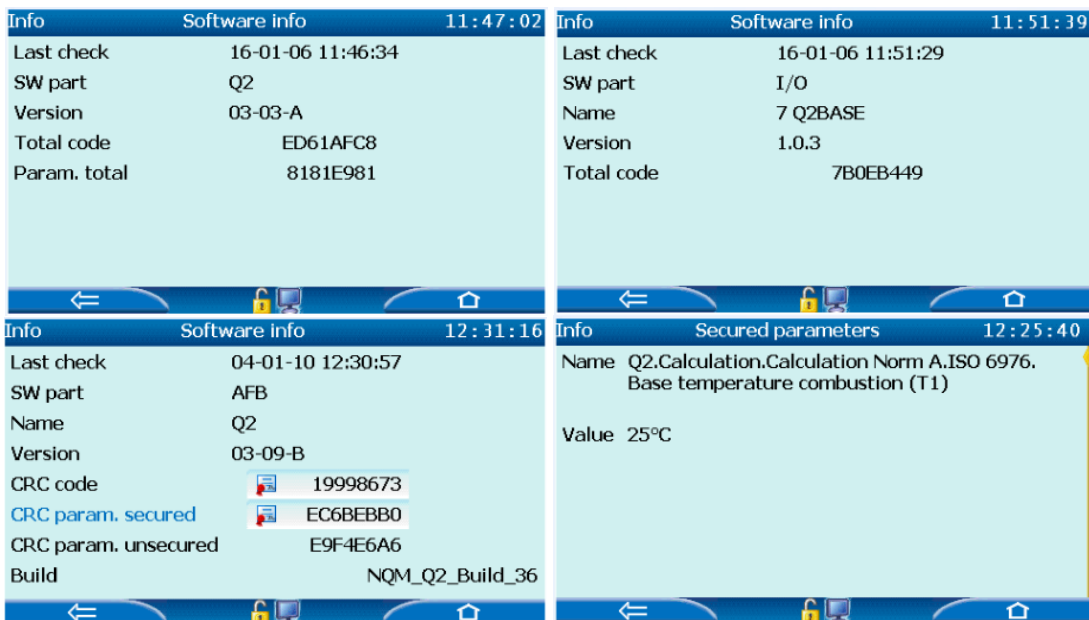 Info Software info 11:47:02
Last check 16-01-06 11:46:34
SW part Q2
Version 03-03-A
Total code ED61AFC8
Param. total 8181E981
Info Software info 11:51:39
Last check 16-01-06 11:51:29
SW part I/O
Name 7 Q2BASE
Version 1.0.3
Total code 7B0EB449
Info Software info 12:31:16
Last check 04-01-10 12:30:57
SW part AFB
Name Q2
Version 03-09-B
CRC code 19998673
CRC param. secured EC6BEBB0
CRC param. unsecured E9F4E6A6
Build NQM_Q2_Build_36
Info Secured parameters 12:25:40
Name Q2.Calculation.Calculation Norm A.ISO 6976.
Base temperature combustion (T1)
Value 25°C